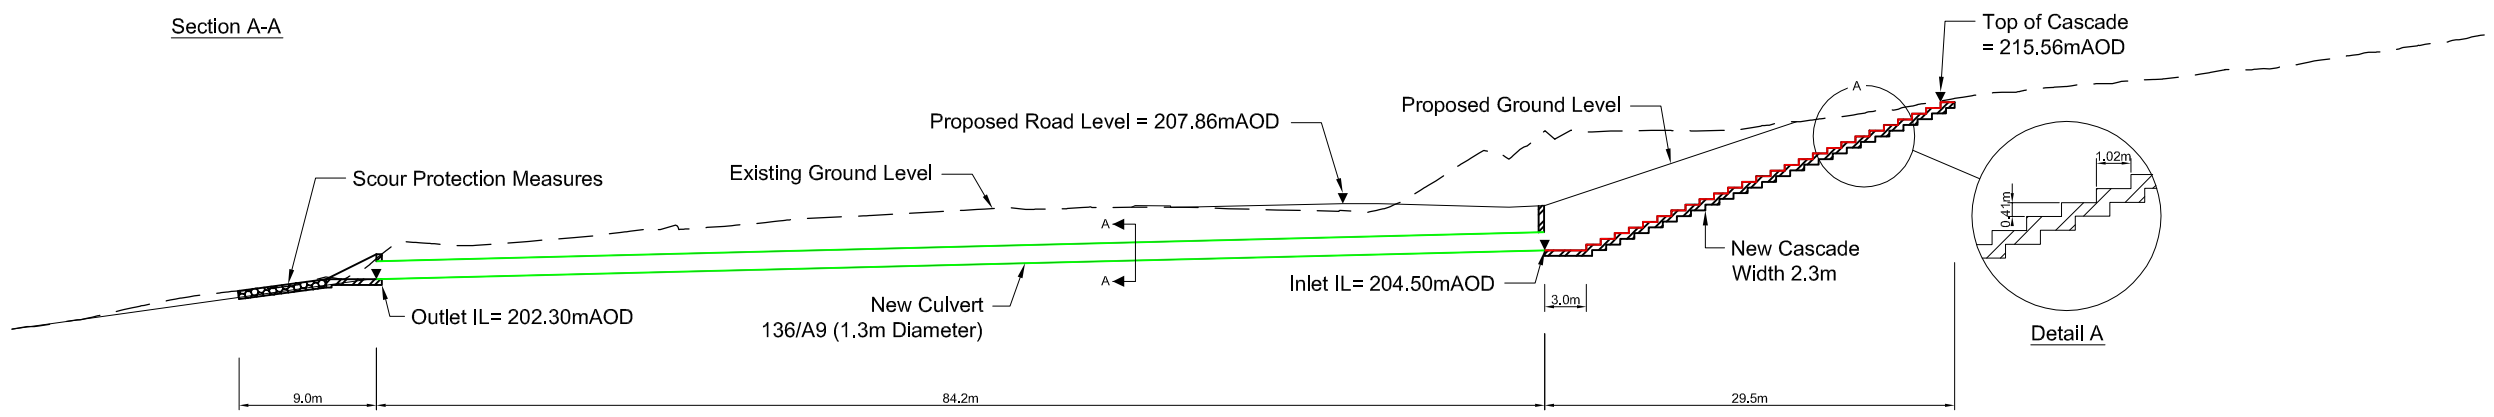 Section A-A
Top of Cascade
= 215.56mAOD
A
Proposed Ground Level
Proposed Road Level = 207.86mAOD
Existing Ground Level
Scour Protection Measures
1.02m
0.41m
A
A
New Cascade
Width 2.3m
Inlet IL= 204.50mAOD
3.0m
New Culvert
136/A9 (1.3m Diameter)
Outlet IL= 202.30mAOD
Detail A
9.0m
84.2m
29.5m